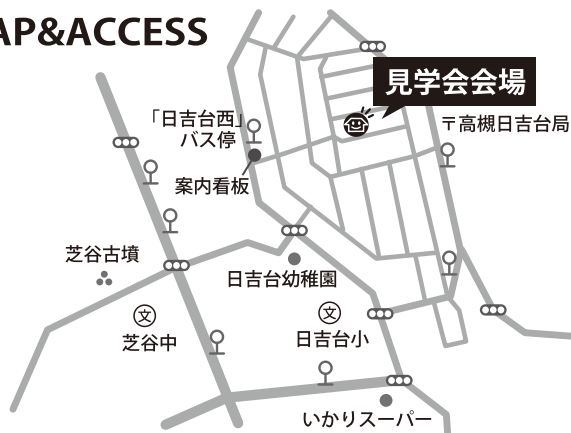 AP&ACCESS
見学会会場
「日吉台西」
バス停
〒高槻日吉台局
案内看板
芝谷古墳
日吉台幼稚園
文
芝谷中
文
日吉台小
いかりスーパー